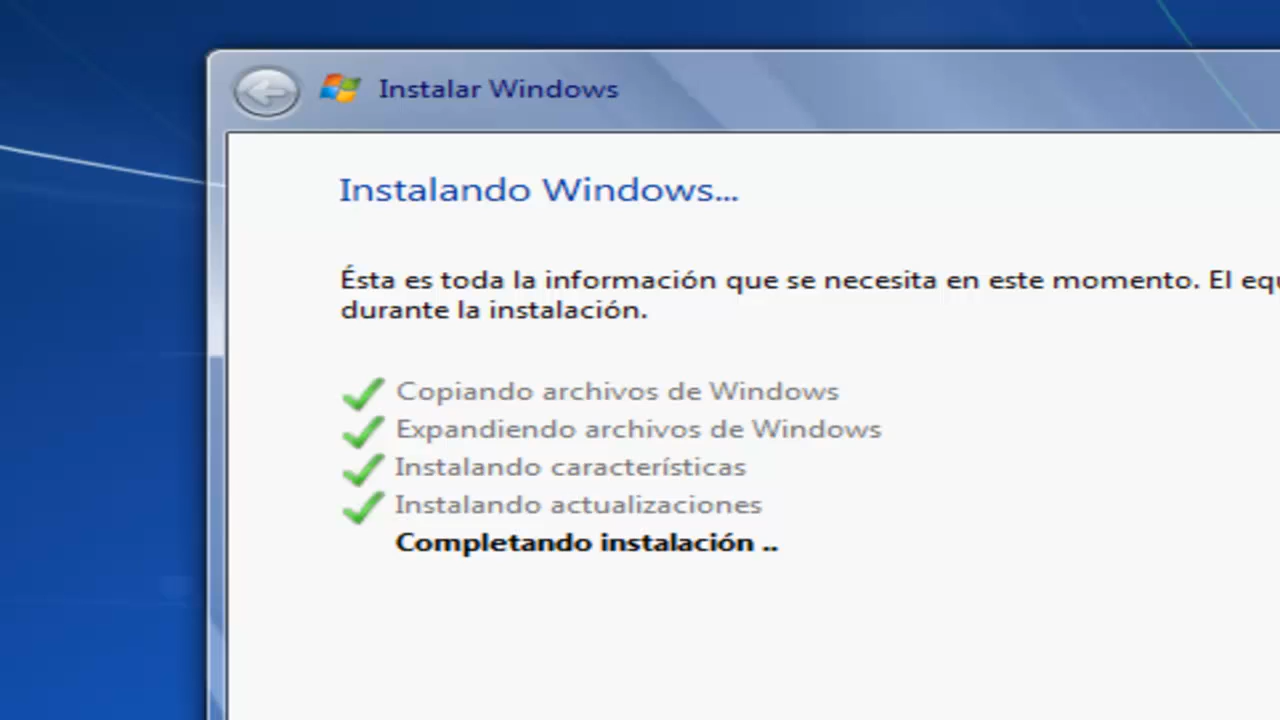 Instalar Windows
Instalando Windows...
Ésta es toda la información que se necesita en este momento. El
durante la instalación.
Copiando archivos de Windows
Expandiendo archivos de Windows
Instalando características
Instalando actualizaciones
Completando instalación ..